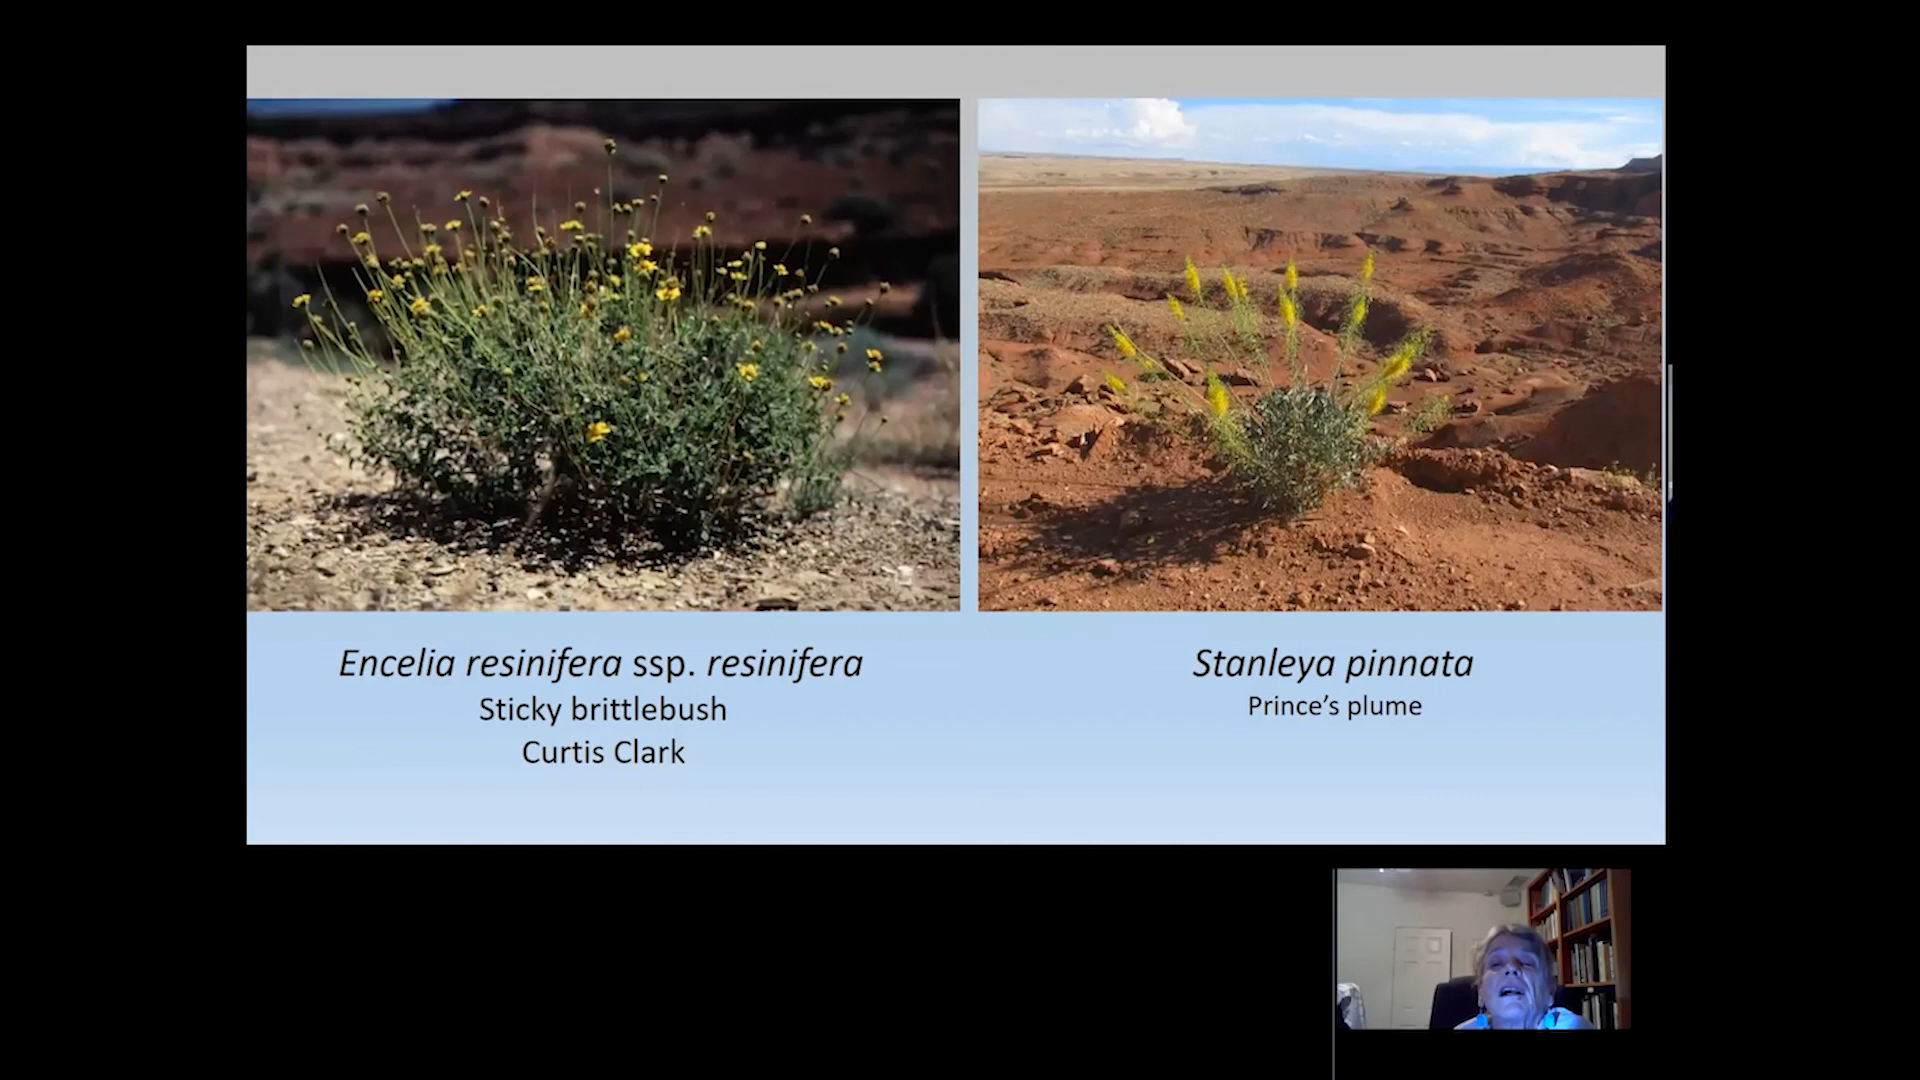 Encelia resinifera ssp. resinifera
Sticky brittlebush
Curtis Clark
Stanleya pinnata
Prince’s plume